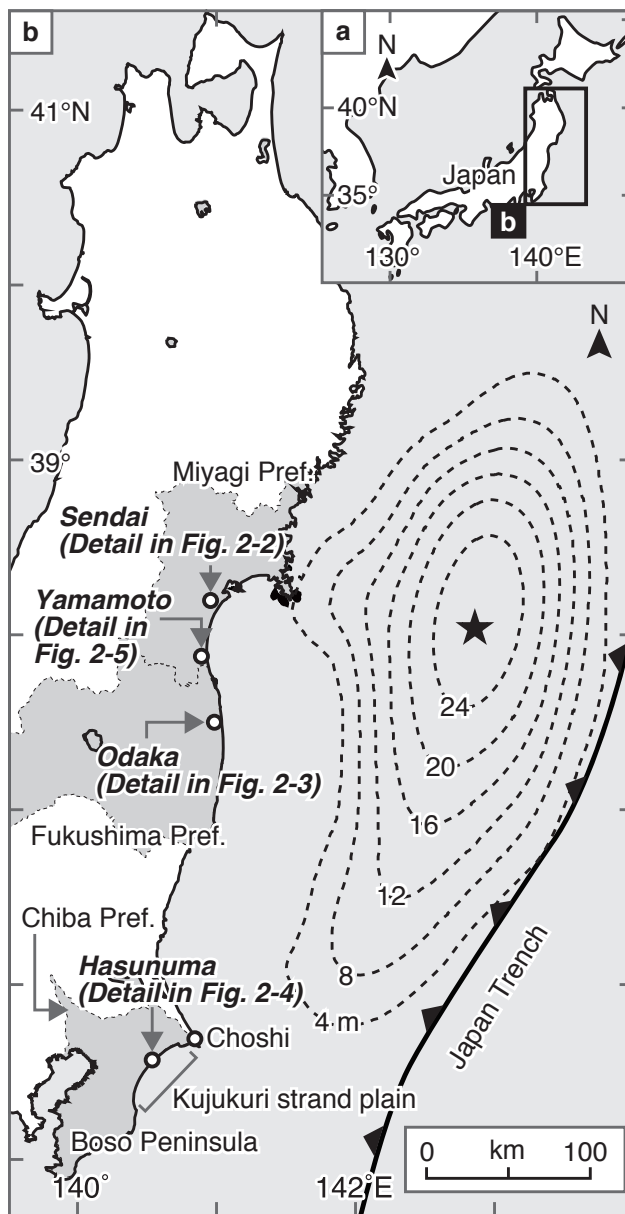 b
a
N
41°N
40°N
Japan
35°
b
130°
140°E
N
39°
Miyagi Pref.
Sendai
(Detail in Fig. 2-2)
Yamamoto
(Detail in
Fig. 2-5)
24
Odaka
(Detail in Fig. 2-3)
20
16
Fukushima Pref.
12
Chiba Pref.
Hasunuma
(Detail in Fig. 2-4)
8
4 m
Japan Trench
Choshi
Kujukuri strand plain
Boso Peninsula
0 km 100
140°
142°E